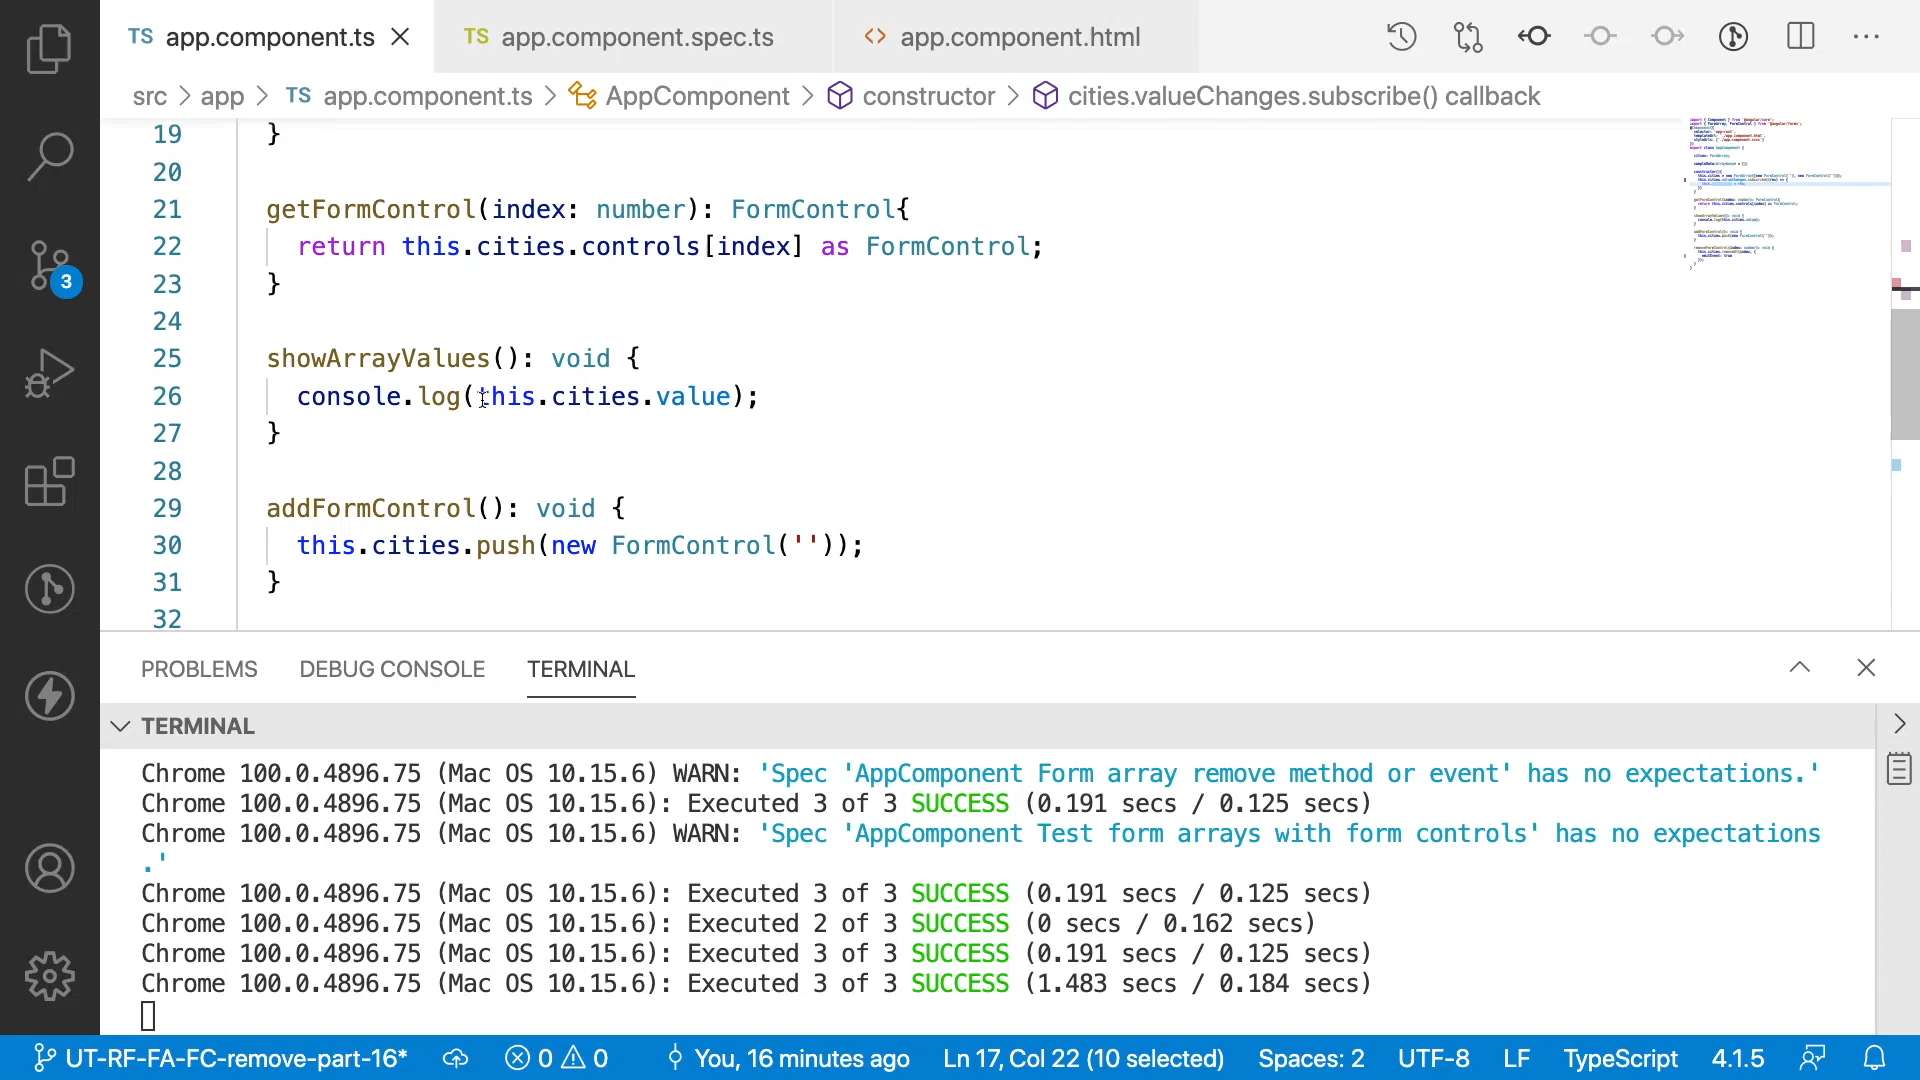 TS app.component.ts
TS app.component.spec.ts
<> app.component.html
src > app > TS app.component.ts > AppComponent > constructor > cities.valueChanges.subscribe() callback
19 }
20
21 getFormControl(index: number): FormControl{
22 return this.cities.controls[index] as FormControl;
23 }
24
25 showArrayValues(): void {
26 console.log(this.cities.value);
27 }
28
29 addFormControl(): void {
30 this.cities.push(new FormControl(''));
31 }
32
3
PROBLEMS DEBUG CONSOLE TERMINAL
TERMINAL
Chrome 100.0.4896.75 (Mac OS 10.15.6) WARN: 'Spec 'AppComponent Form array remove method or event' has no expectations.'
Chrome 100.0.4896.75 (Mac OS 10.15.6): Executed 3 of 3 SUCCESS (0.191 secs / 0.125 secs)
Chrome 100.0.4896.75 (Mac OS 10.15.6) WARN: 'Spec 'AppComponent Test form arrays with form controls' has no expectations
.'
Chrome 100.0.4896.75 (Mac OS 10.15.6): Executed 3 of 3 SUCCESS (0.191 secs / 0.125 secs)
Chrome 100.0.4896.75 (Mac OS 10.15.6): Executed 2 of 3 SUCCESS (0 secs / 0.162 secs)
Chrome 100.0.4896.75 (Mac OS 10.15.6): Executed 3 of 3 SUCCESS (0.191 secs / 0.125 secs)
Chrome 100.0.4896.75 (Mac OS 10.15.6): Executed 3 of 3 SUCCESS (1.483 secs / 0.184 secs)
UT-RF-FA-FC-remove-part-16* 0 0 You, 16 minutes ago Ln 17, Col 22 (10 selected) Spaces: 2 UTF-8 LF TypeScript 4.1.5